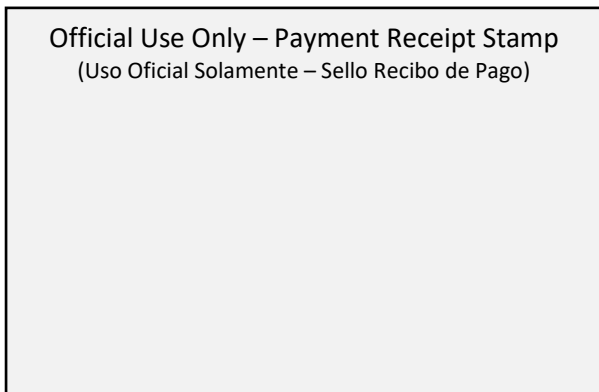 Official Use Only – Payment Receipt Stamp
(Uso Oficial Solamente – Sello Recibo de Pago)